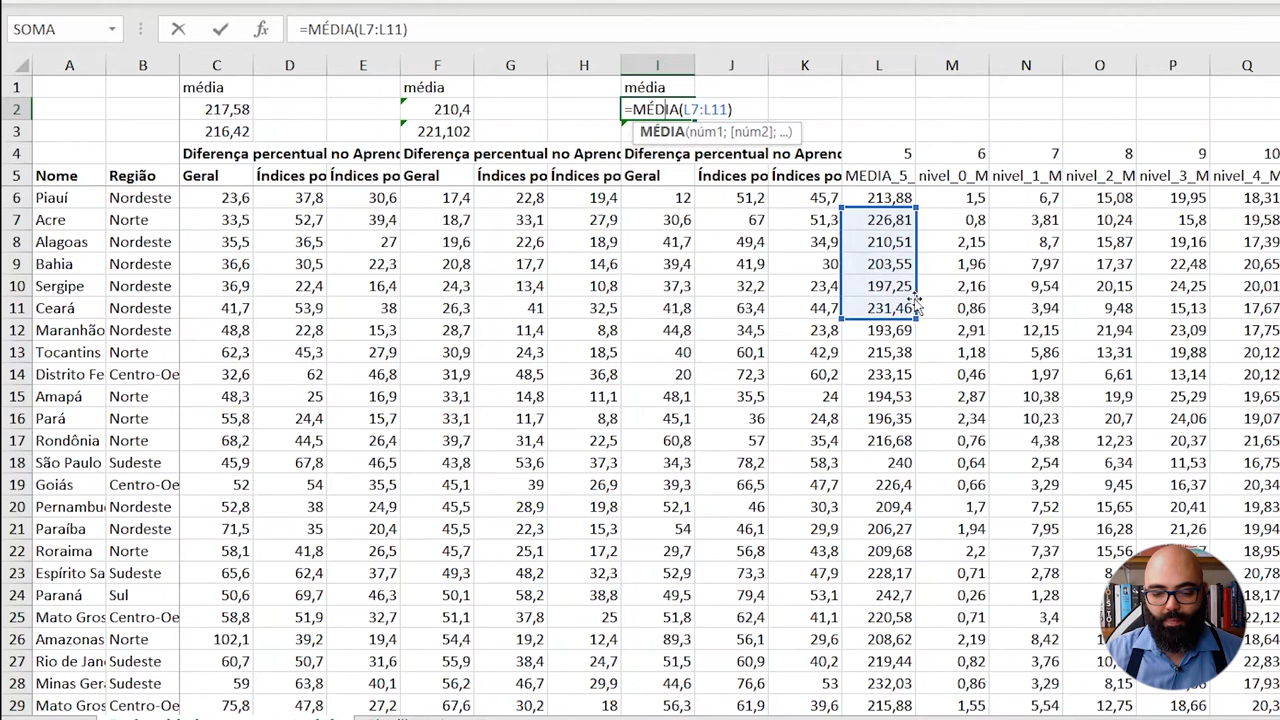 SOMA =MÉDIA(L7:L11)
A B C D E F G H I J K L M N O P Q
1 média média média
2 217,58 210,4 =MÉDIA(L7:L11)
3 216,42 221,102 MÉDIA(núm1; [núm2]; ...)
4 Diferença percentual no Aprend Diferença percentual no Aprend Diferença percentual no Aprend 5 6 7 8 9 10
5 Nome Região Geral Índices po Índices po Geral Índices po Índices po Geral Índices po Índices po MEDIA_5_ nivel_0_M nivel_1_M nivel_2_M nivel_3_M nivel_4_M
6 Piauí Nordeste 23,6 37,8 30,6 17,4 22,8 19,4 12 51,2 45,7 213,88 1,5 6,7 15,08 19,95 18,31
7 Acre Norte 33,5 52,7 39,4 18,7 33,1 27,9 30,6 67 51,3 226,81 0,8 3,81 10,24 15,8 19,58
8 Alagoas Nordeste 35,5 36,5 27 19,6 22,6 18,9 41,7 49,4 34,9 210,51 2,15 8,7 15,87 19,16 17,39
9 Bahia Nordeste 36,6 30,5 22,3 20,8 17,7 14,6 39,4 41,9 30 203,55 1,96 7,97 17,37 22,48 20,65
10 Sergipe Nordeste 36,9 22,4 16,4 24,3 13,4 10,8 37,3 32,2 23,4 197,25 2,16 9,54 20,15 24,25 20,01
11 Ceará Nordeste 41,7 53,9 38 26,3 41 32,5 41,8 63,4 44,7 231,46 0,86 3,94 9,48 15,13 17,67
12 Maranhão Nordeste 48,8 22,8 15,3 28,7 11,4 8,8 44,8 34,5 23,8 193,69 2,91 12,15 21,94 23,09 17,75
13 Tocantins Norte 62,3 45,3 27,9 30,9 24,3 18,5 40 60,1 42,9 215,38 1,18 5,86 13,31 19,88 20,12
14 Distrito Fe Centro-Oe 32,6 62 46,8 31,9 48,5 36,8 20 72,3 60,2 233,15 0,46 1,97 6,61 13,14 20,12
15 Amapá Norte 48,3 25 16,9 33,1 14,8 11,1 48,1 35,5 24 194,53 2,87 10,38 19,9 25,29 19,65
16 Pará Norte 55,8 24,4 15,7 33,1 11,7 8,8 45,1 36 24,8 196,35 2,34 10,23 20,7 24,06 19,07
17 Rondônia Norte 68,2 44,5 26,4 39,7 31,4 22,5 60,8 57 35,4 216,68 0,76 4,38 12,23 20,37 21,65
18 São Paulo Sudeste 45,9 67,8 46,5 43,8 53,6 37,3 34,3 78,2 58,3 240 0,64 2,54 6,34 11,53 16,75
19 Goiás Centro-Oe 52 54 35,5 45,1 39 26,9 39,3 66,5 47,7 226,4 0,66 3,29 9,45 16,37 20,34
20 Pernambu Nordeste 52,8 38 24,9 45,5 28,9 19,8 52,1 46 30,3 209,4 1,7 7,52 15,65 20,41 19,83
21 Paraíba Nordeste 71,5 35 20,4 45,5 22,3 15,3 54 46,1 29,9 206,27 1,94 7,95 16,28 21,26 19,94
22 Roraima Norte 58,1 41,8 26,5 45,7 25,1 17,2 29,7 56,8 43,8 209,68 2,2 7,37 15,56 18,95
23 Espírito Sa Sudeste 65,6 62,4 37,7 49,3 48,2 32,3 52,9 73,3 47,9 228,17 0,71 2,78 20,78
24 Paraná Sul 50,6 69,7 46,3 50,1 58,2 38,8 49,5 79,4 53,1 242,7 0,26 1,28 18,17
25 Mato Gros Centro-Oe 58,8 51,9 32,7 51,1 37,8 25 51,8 62,4 41,1 220,58 0,71 3,4 22,12
26 Amazonas Norte 102,1 39,2 19,4 54,4 19,2 12,4 89,3 56,1 29,6 208,62 2,19 8,42 18,64
27 Rio de Jan Sudeste 60,7 50,7 31,6 55,9 38,4 24,7 51,5 60,9 40,2 219,44 0,82 3,76 22,83
28 Minas Ger Sudeste 59 63,8 40,1 56,2 46,7 29,9 44,6 76,6 53 232,03 0,86 3,27 8,15 17,93
29 Mato Gros Centro-Oe 75,8 47,8 27,2 67,6 30,2 18 56,3 61,9 39,6 215,88 1,55 5,54 12,75 18,66 20,3